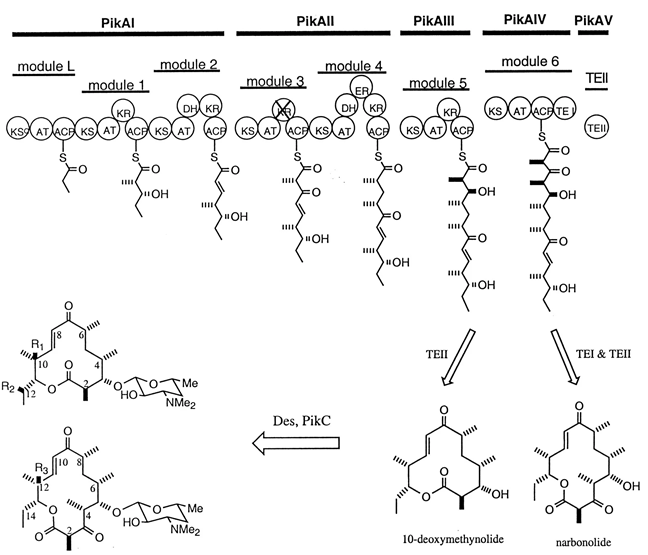 PikAI PikAII PikAIII PikAIV PikAV
module L module 1 module 2 module 3 module 4 module 5 module 6 TEII
KSQ AT ACP KS AT KR ACP KS AT DH KR ACP
KS AT KR ACP KS AT DH ER KR ACP
KS AT KR ACP
KS AT ACP TE I
TEII
S S S S S S S
O O O O O O O
OH OH O O OH O
OH O OH
OH O O
OH OH
TEII TEI & TEII
O
R1 8 6
10 4
R2 O 2 O O Me
12 O HO NMe2
Des, PikC
O
R3 10 8
12 6
14 O 4 O O Me
O 2 O HO NMe2
O
O O OH
10-deoxymethynolide
O
O OH
O O
narbonolide